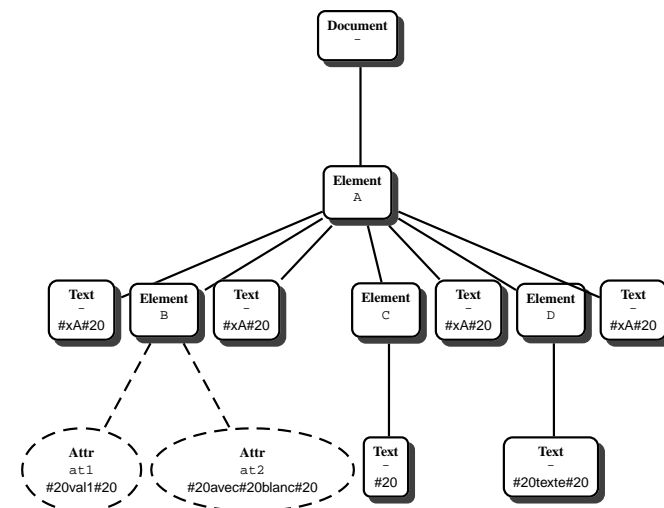 Document
-
Element
A
Text
-
#xA#20
Element
B
Text
-
#xA#20
Element
C
Text
-
#xA#20
Element
D
Text
-
#xA#20
Attr
at1
#20val1#20
Attr
at2
#20avec#20blanc#20
Text
-
#20
Text
-
#20texte#20